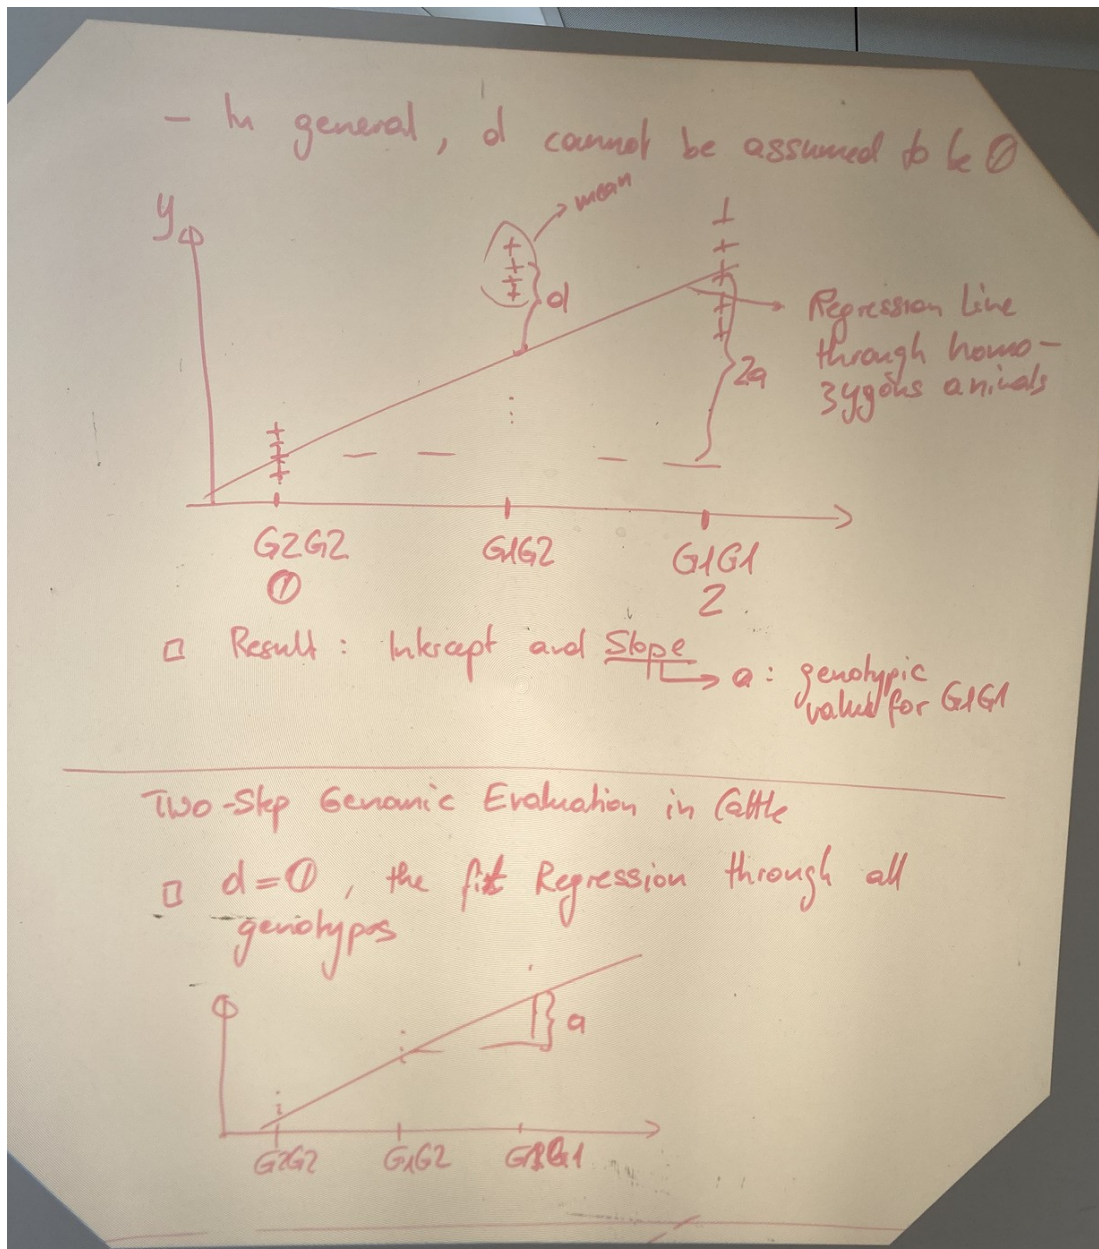 - In general, d cannot be assumed to be 0
mean
y
d
Regression Line
through homo-
zygous animals
2a
G2G2
G1G2
G1G1
0
2
Result: Intercept and Slope
a: genotypic
value for G1G1
Two-Step Genomic Evaluation in Cattle
d=0, the fit Regression through all
genotypes
a
G2G2
G1G2
G1G1